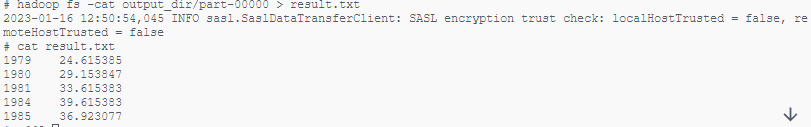 # hadoop fs -cat output_dir/part-00000 > result.txt
2023-01-16 12:50:54,045 INFO sasl.SaslDataTransferClient: SASL encryption trust check: localHostTrusted = false, re
moteHostTrusted = false
# cat result.txt
1979    24.615385
1980    29.153847
1981    33.615383
1984    39.615383
1985    36.923077